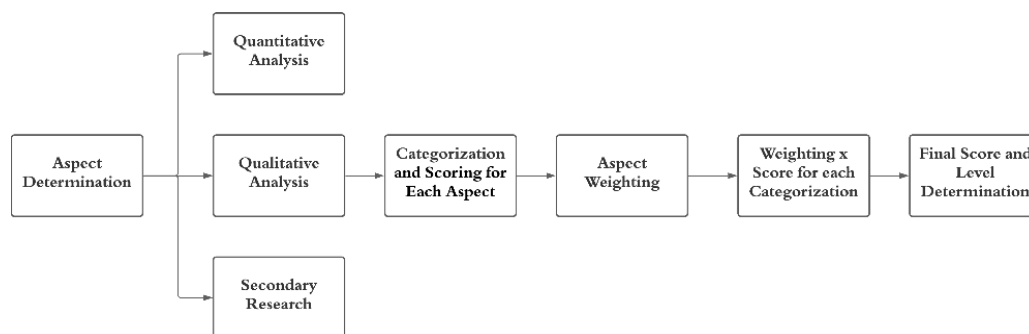 Quantitative
Analysis
Aspect
Determination
Qualitative
Analysis
Categorization
and Scoring for
Each Aspect
Aspect
Weighting
Weighting x
Score for each
Categorization
Final Score and
Level
Determination
Secondary
Research